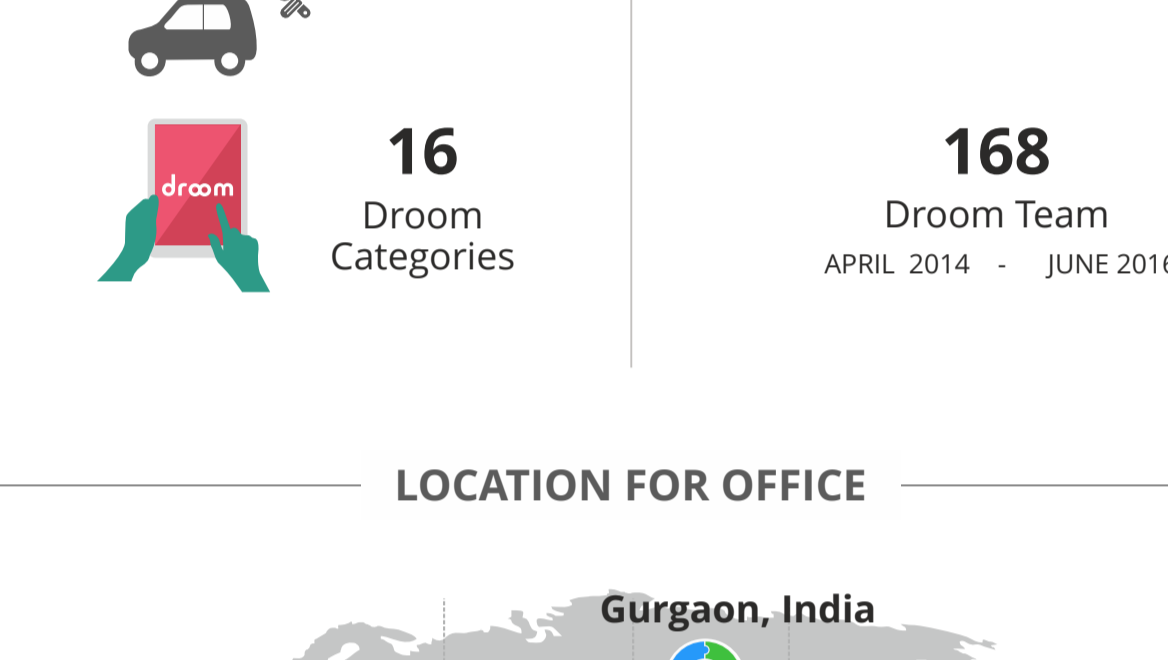 droom
16
Droom
Categories
168
Droom Team
APRIL 2014 - JUNE 2016
LOCATION FOR OFFICE
Gurgaon, India